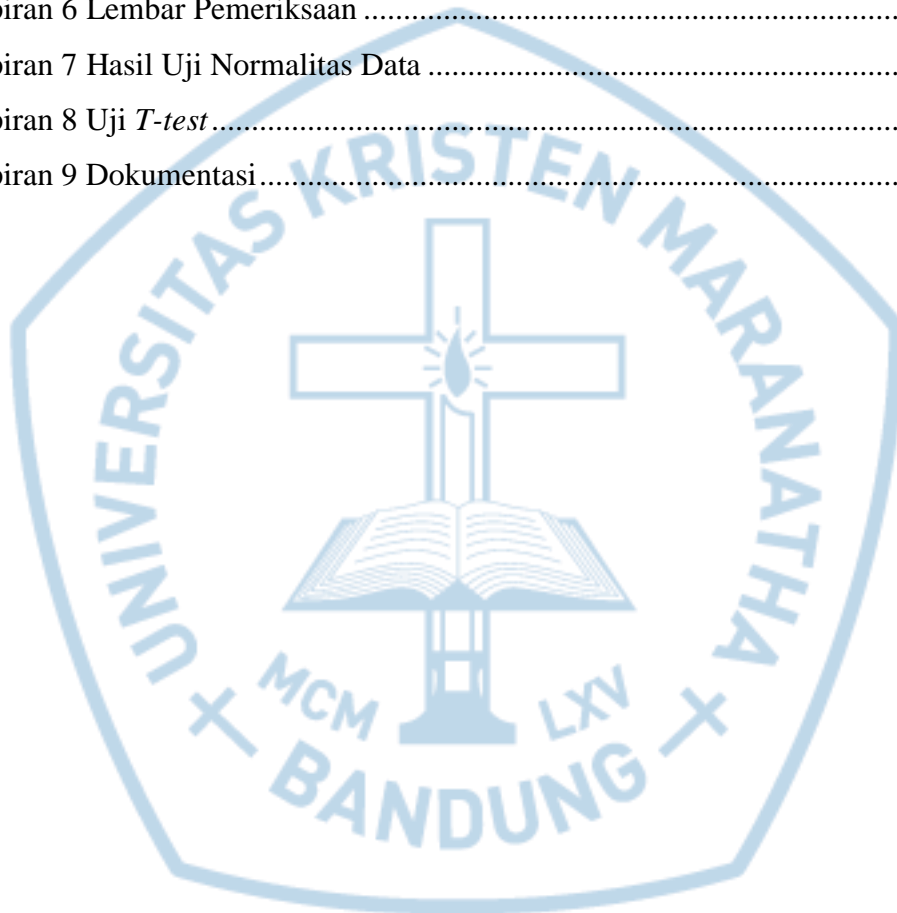 piran 6 Lembar Pemeriksaan ....................................................................................
piran 7 Hasil Uji Normalitas Data ..........................................................................
piran 8 Uji T-test ..........................................................................................................
piran 9 Dokumentasi ..................................................................................................
UNIVERSITAS KRISTEN MARANATHA
MCM LXV
BANDUNG